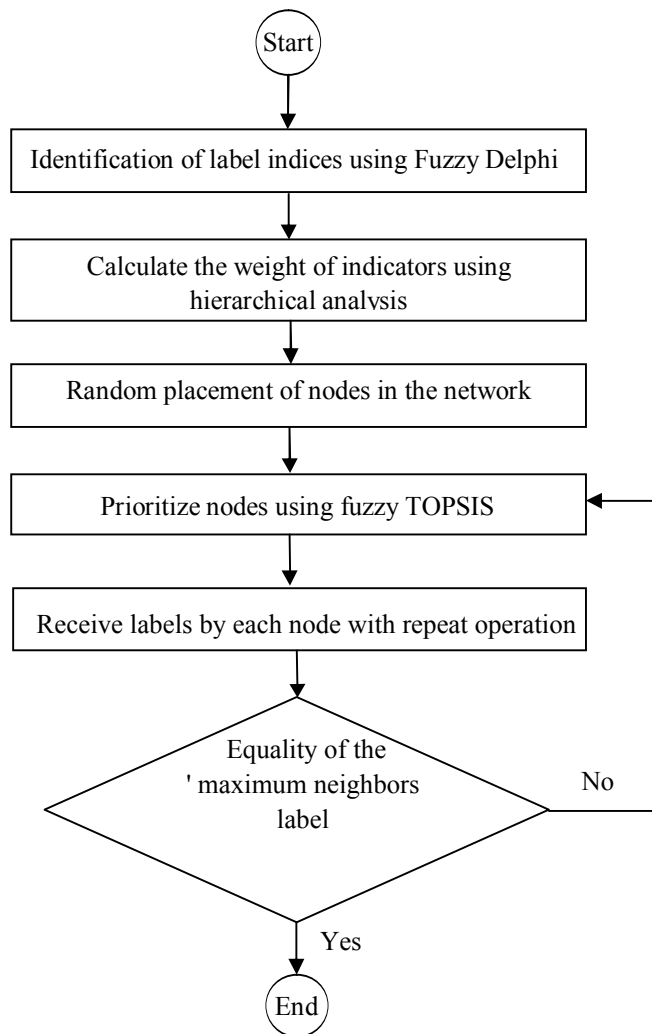 Start
Identification of label indices using Fuzzy Delphi
Calculate the weight of indicators using
hierarchical analysis
Random placement of nodes in the network
Prioritize nodes using fuzzy TOPSIS
Receive labels by each node with repeat operation
Equality of the
' maximum neighbors
label
No
Yes
End